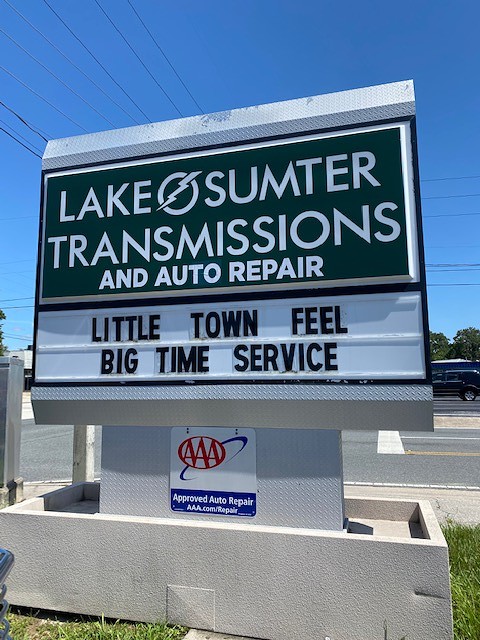 LAKE SUMTER
TRANSMISSIONS
AND AUTO REPAIR
LITTLE TOWN FEEL
BIG TIME SERVICE
AAA
Approved Auto Repair
AAA.com/Repair